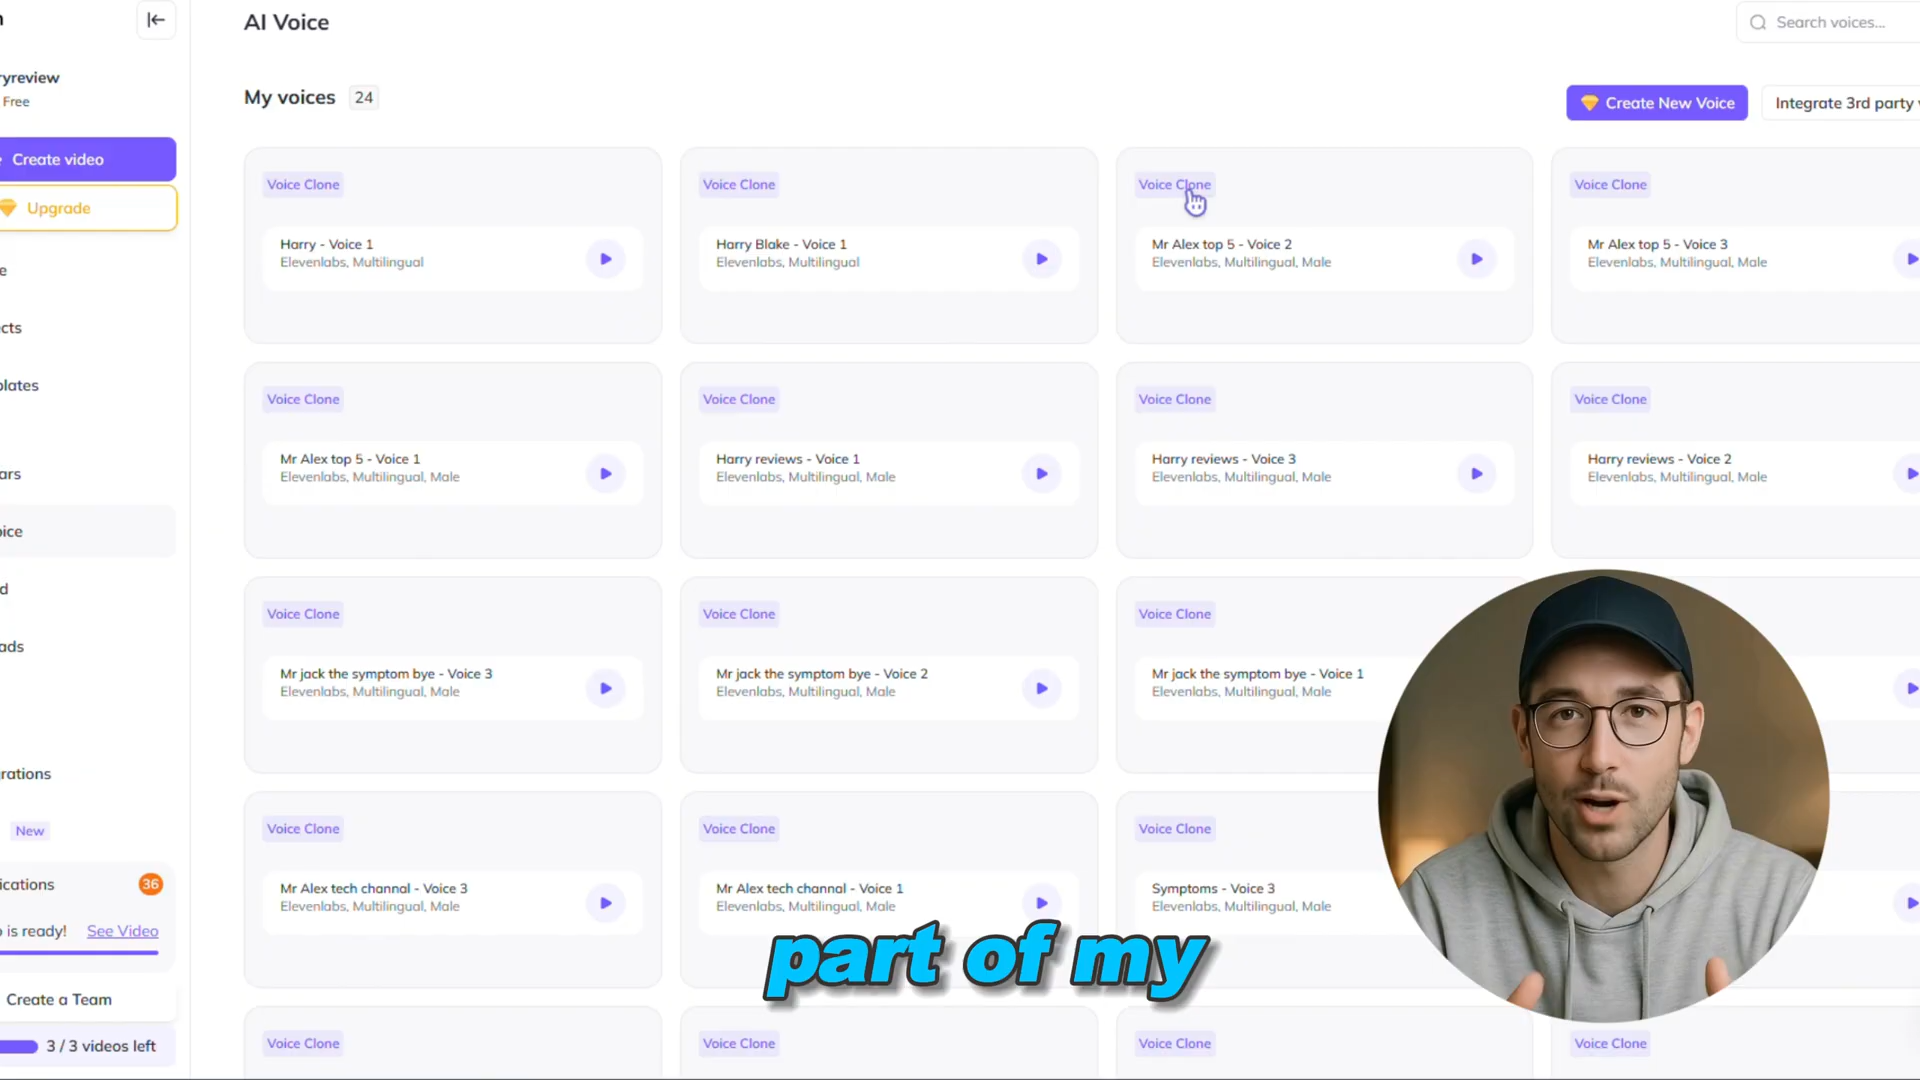 AI Voice
Search voices...
ryreview
Free
My voices 24
Create New Voice
Integrate 3rd party
Create video
Upgrade
e
ects
plates
ars
oice
d
ads
rations
New
ications 36
is ready! See Video
Create a Team
3 / 3 videos left
Voice Clone
Harry - Voice 1
Elevenlabs, Multilingual
Voice Clone
Harry Blake - Voice 1
Elevenlabs, Multilingual
Voice Clone
Mr Alex top 5 - Voice 2
Elevenlabs, Multilingual, Male
Voice Clone
Mr Alex top 5 - Voice 3
Elevenlabs, Multilingual, Male
Voice Clone
Mr Alex top 5 - Voice 1
Elevenlabs, Multilingual, Male
Voice Clone
Harry reviews - Voice 1
Elevenlabs, Multilingual, Male
Voice Clone
Harry reviews - Voice 3
Elevenlabs, Multilingual, Male
Voice Clone
Harry reviews - Voice 2
Elevenlabs, Multilingual, Male
Voice Clone
Mr jack the symptom bye - Voice 3
Elevenlabs, Multilingual, Male
Voice Clone
Mr jack the symptom bye - Voice 2
Elevenlabs, Multilingual, Male
Voice Clone
Mr jack the symptom bye - Voice 1
Elevenlabs, Multilingual, Male
Voice Clone
Mr Alex tech channal - Voice 3
Elevenlabs, Multilingual, Male
Voice Clone
Mr Alex tech channal - Voice 1
Elevenlabs, Multilingual, Male
Voice Clone
Symptoms - Voice 3
Elevenlabs, Multilingual, Male
part of my
Voice Clone
Voice Clone
Voice Clone
Voice Clone